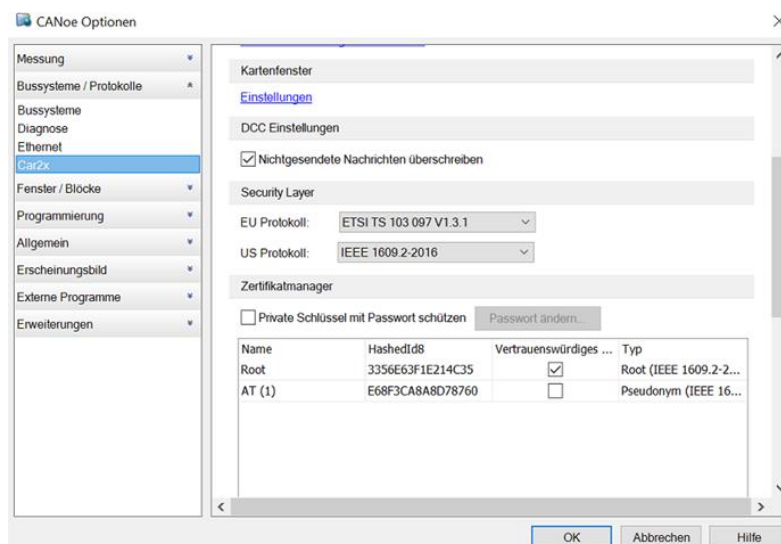 CANoe Optionen
Messung
Bussysteme / Protokolle
Bussysteme
Diagnose
Ethernet
Car2x
Fenster / Blöcke
Programmierung
Allgemein
Erscheinungsbild
Externe Programme
Erweiterungen
Kartenfenster
Einstellungen
DCC Einstellungen
Nichtgesendete Nachrichten überschreiben
Security Layer
EU Protokoll: ETSI TS 103 097 V1.3.1
US Protokoll: IEEE 1609.2-2016
Zertifikatmanager
Private Schlüssel mit Passwort schützen Passwort ändern...
Name HashedId8 Vertrauenswürdiges ... Typ
Root 3356E63F1E214C35 Root (IEEE 1609.2-2...
AT (1) E68F3CA8A8D78760 Pseudonym (IEEE 16...
OK Abbrechen Hilfe